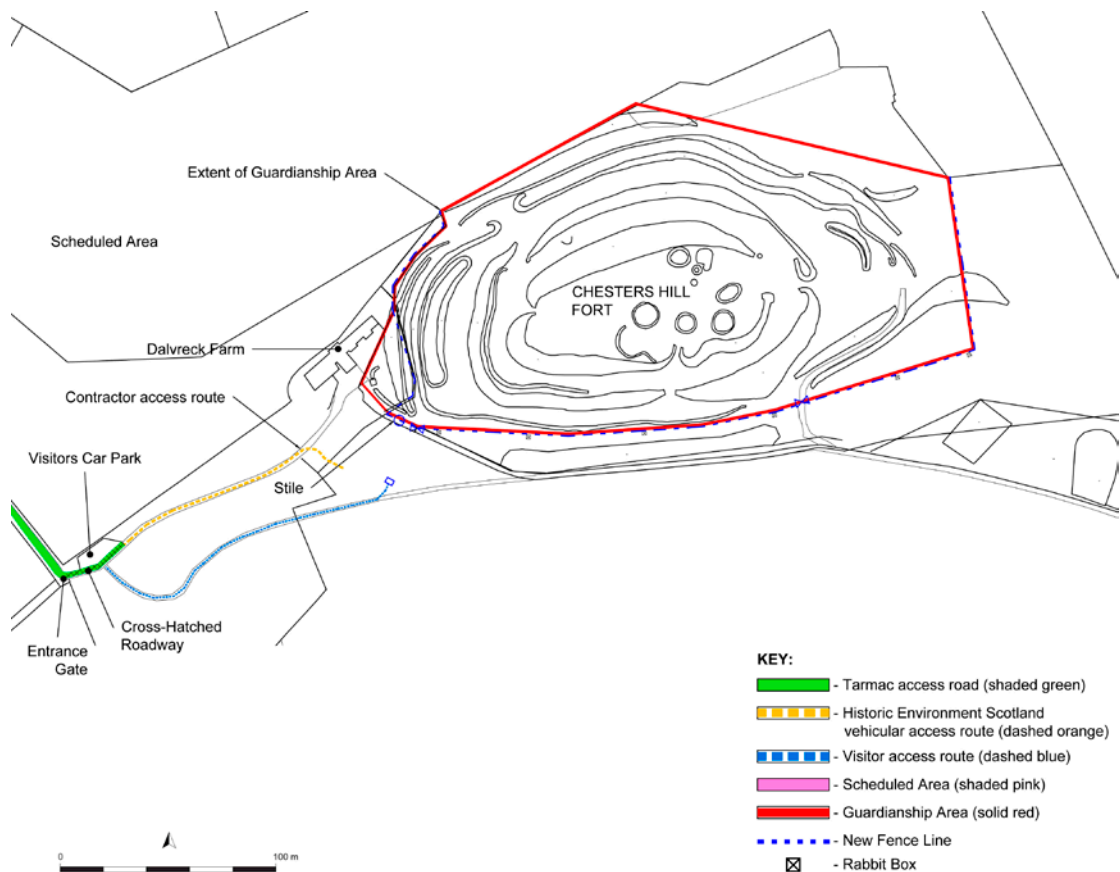 Extent of Guardianship Area
Scheduled Area
CHESTERS HILL
FORT
Dalvreck Farm
Contractor access route
Visitors Car Park
Stile
Cross-Hatched
Roadway
Entrance
Gate
KEY:
- Tarmac access road (shaded green)
- Historic Environment Scotland
vehicular access route (dashed orange)
- Visitor access route (dashed blue)
- Scheduled Area (shaded pink)
- Guardianship Area (solid red)
- New Fence Line
- Rabbit Box
0 100 m